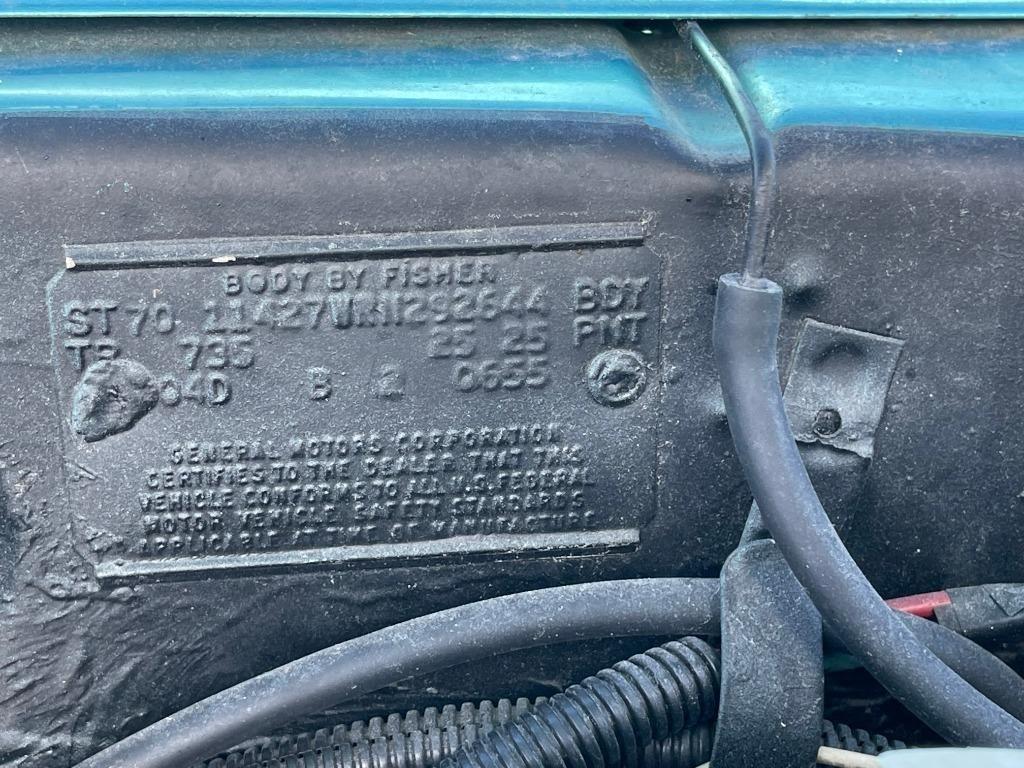 BODY BY FISHER
ST 70 11427 WRN292644 BDY
TR 735 25 25 PNT
04D B 2 0655
GENERAL MOTORS CORPORATION
CERTIFIES TO THE DEALER THAT THIS
VEHICLE CONFORMS TO ALL U.S. FEDERAL
MOTOR VEHICLE SAFETY STANDARDS
APPLICABLE AT TIME OF MANUFACTURE